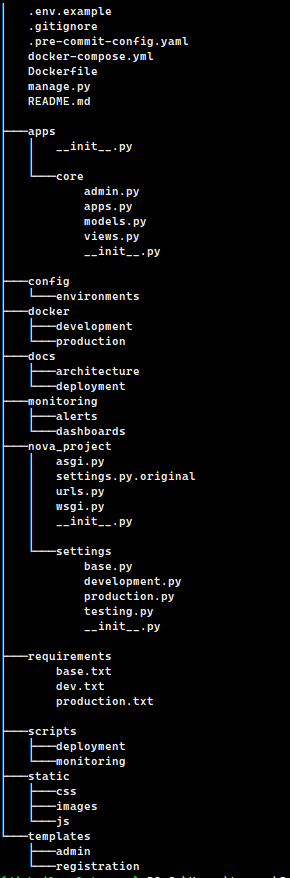 .env.example
.gitignore
.pre-commit-config.yaml
docker-compose.yml
Dockerfile
manage.py
README.md
apps
__init__.py
core
admin.py
apps.py
models.py
views.py
__init__.py
config
environments
docker
development
production
docs
architecture
deployment
monitoring
alerts
dashboards
nova_project
asgi.py
settings.py.original
urls.py
wsgi.py
__init__.py
settings
base.py
development.py
production.py
testing.py
__init__.py
requirements
base.txt
dev.txt
production.txt
scripts
deployment
monitoring
static
css
images
js
templates
admin
registration